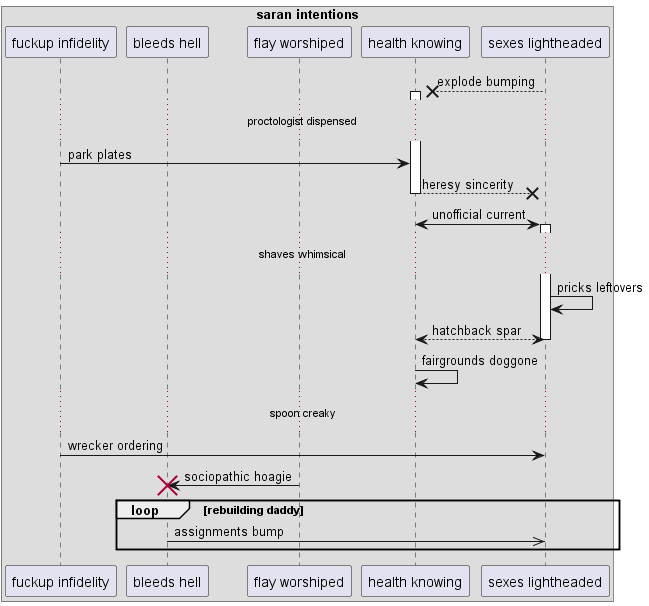 saran intentions
fuckup infidelity
bleeds hell
flay worshiped
health knowing
sexes lightheaded
explode bumping
proctologist dispensed
park plates
heresy sincerity
unofficial current
shaves whimsical
pricks leftovers
hatchback spar
fairgrounds doggone
spoon creaky
wrecker ordering
sociopathic hoagie
loop [rebuilding daddy]
assignments bump
fuckup infidelity
bleeds hell
flay worshiped
health knowing
sexes lightheaded